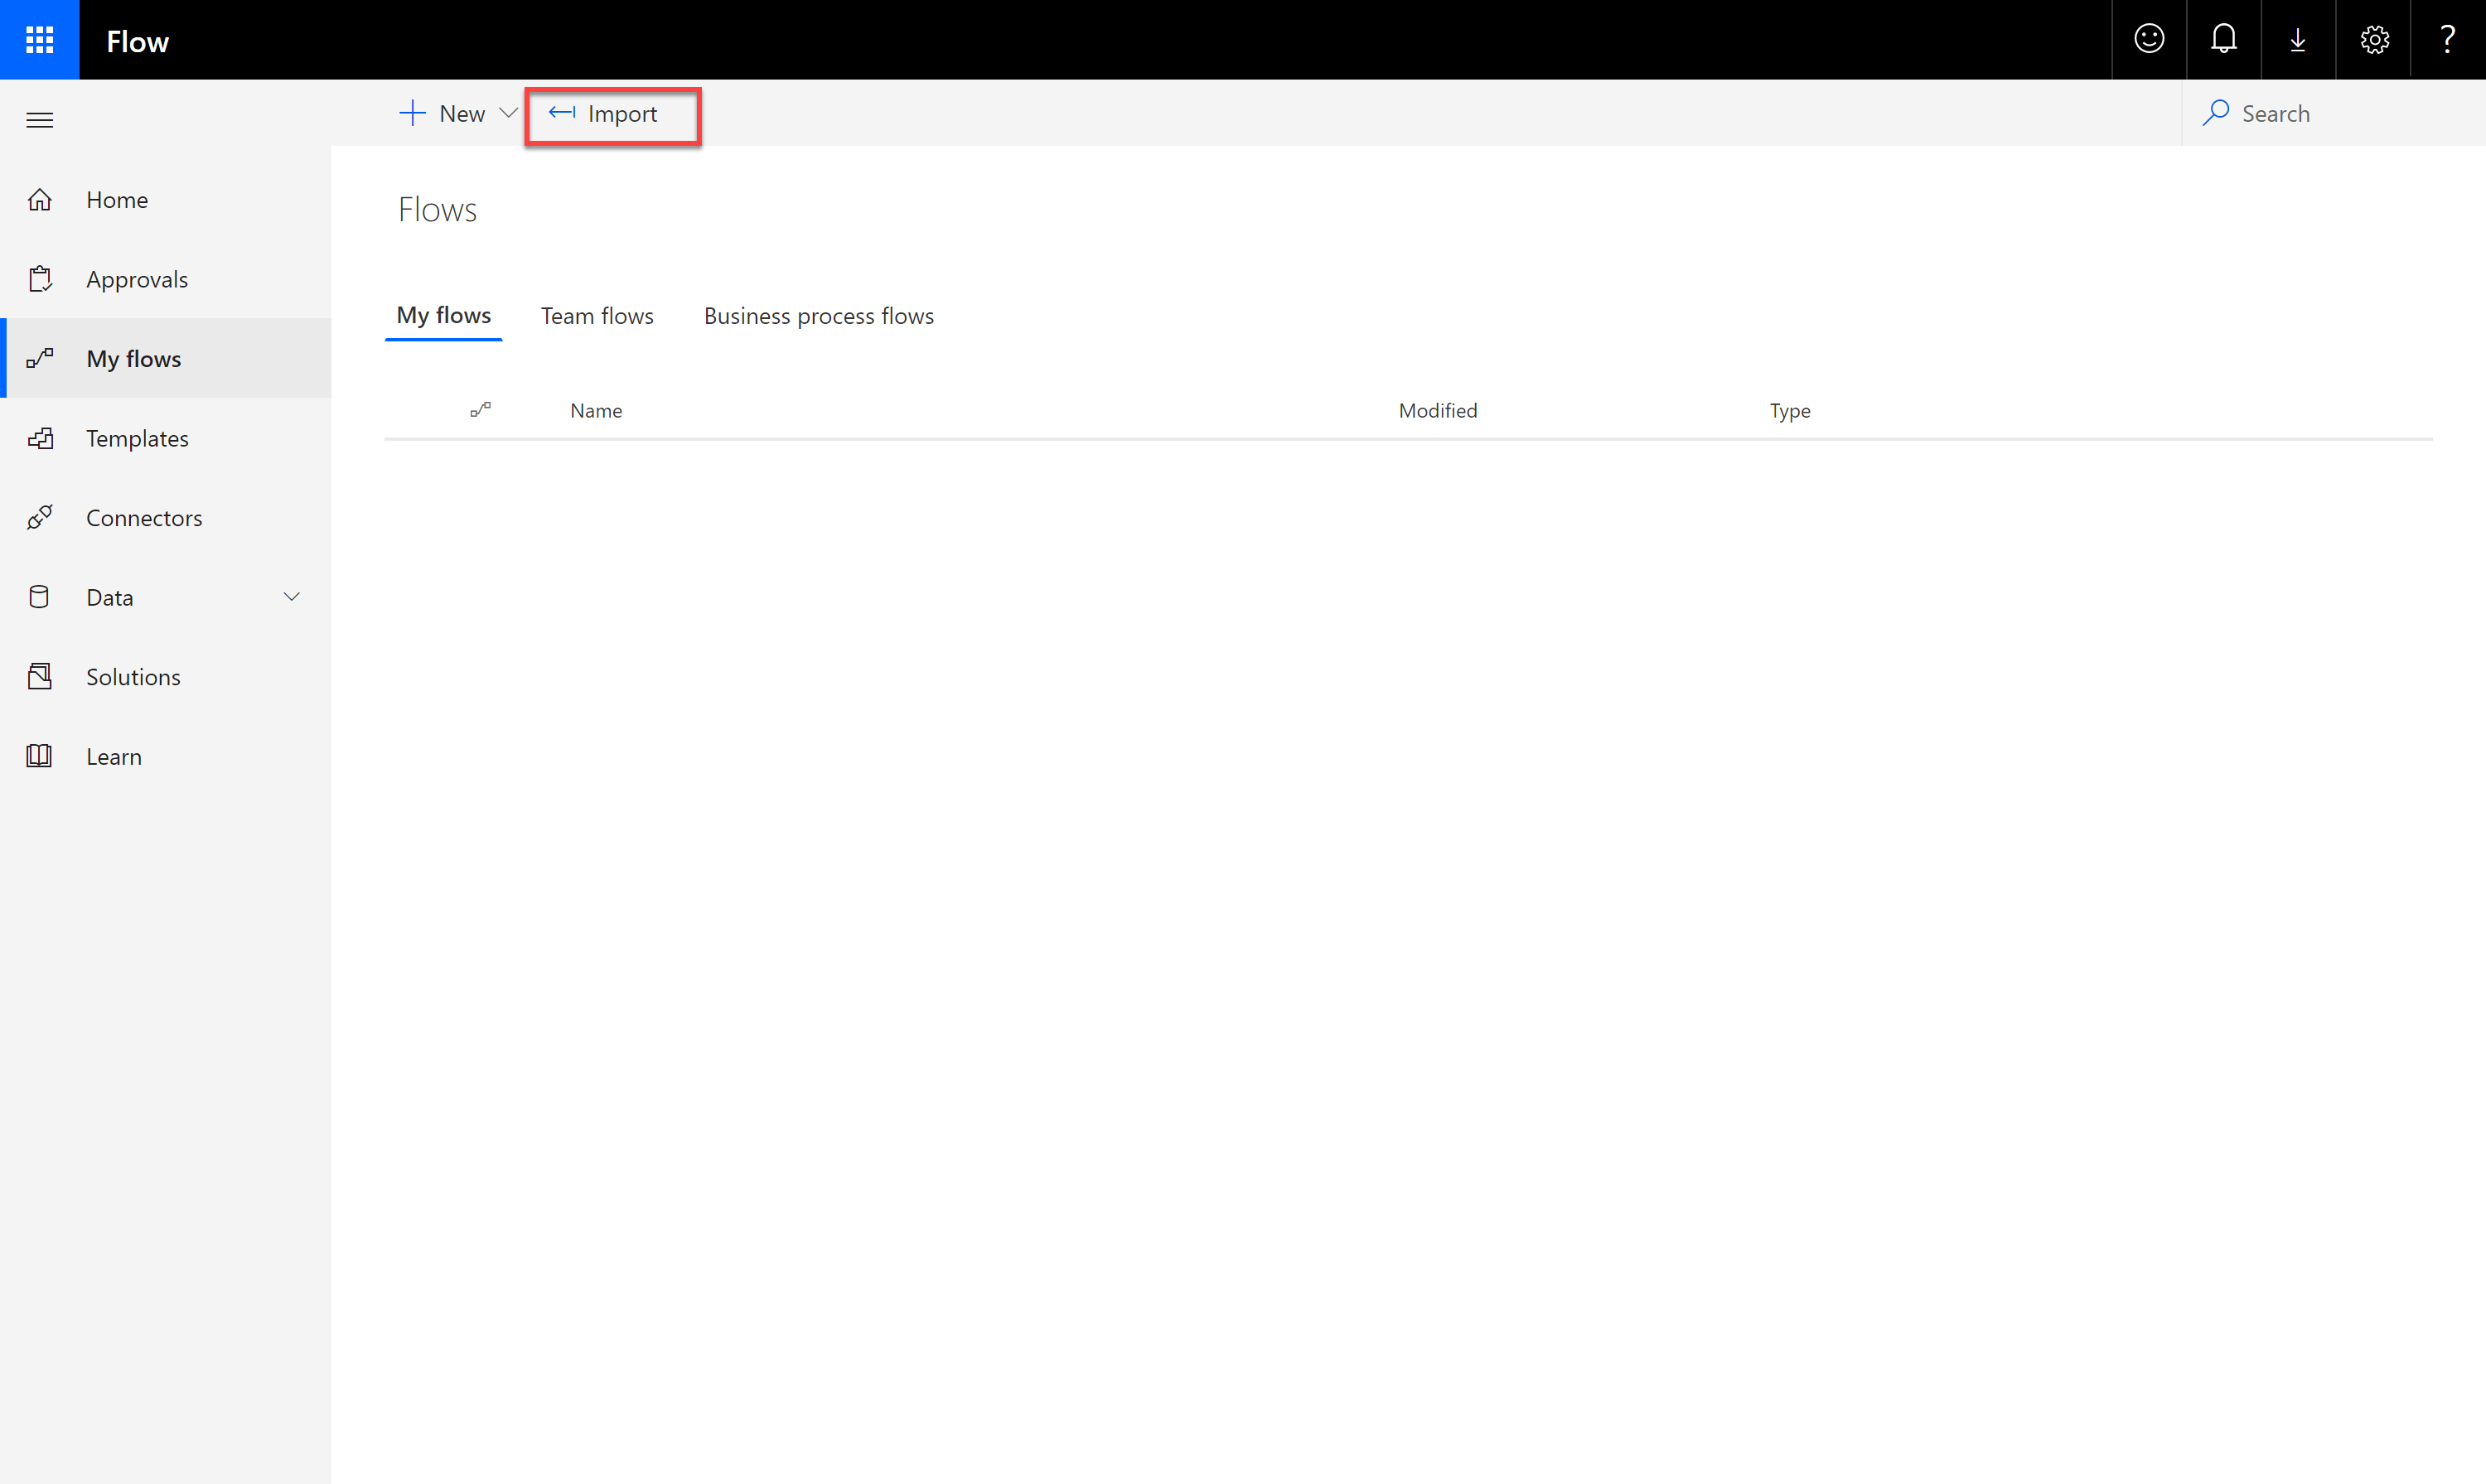 Flow
New
Import
Search
Home
Approvals
My flows
Templates
Connectors
Data
Solutions
Learn
Flows
My flows Team flows Business process flows
Name Modified Type